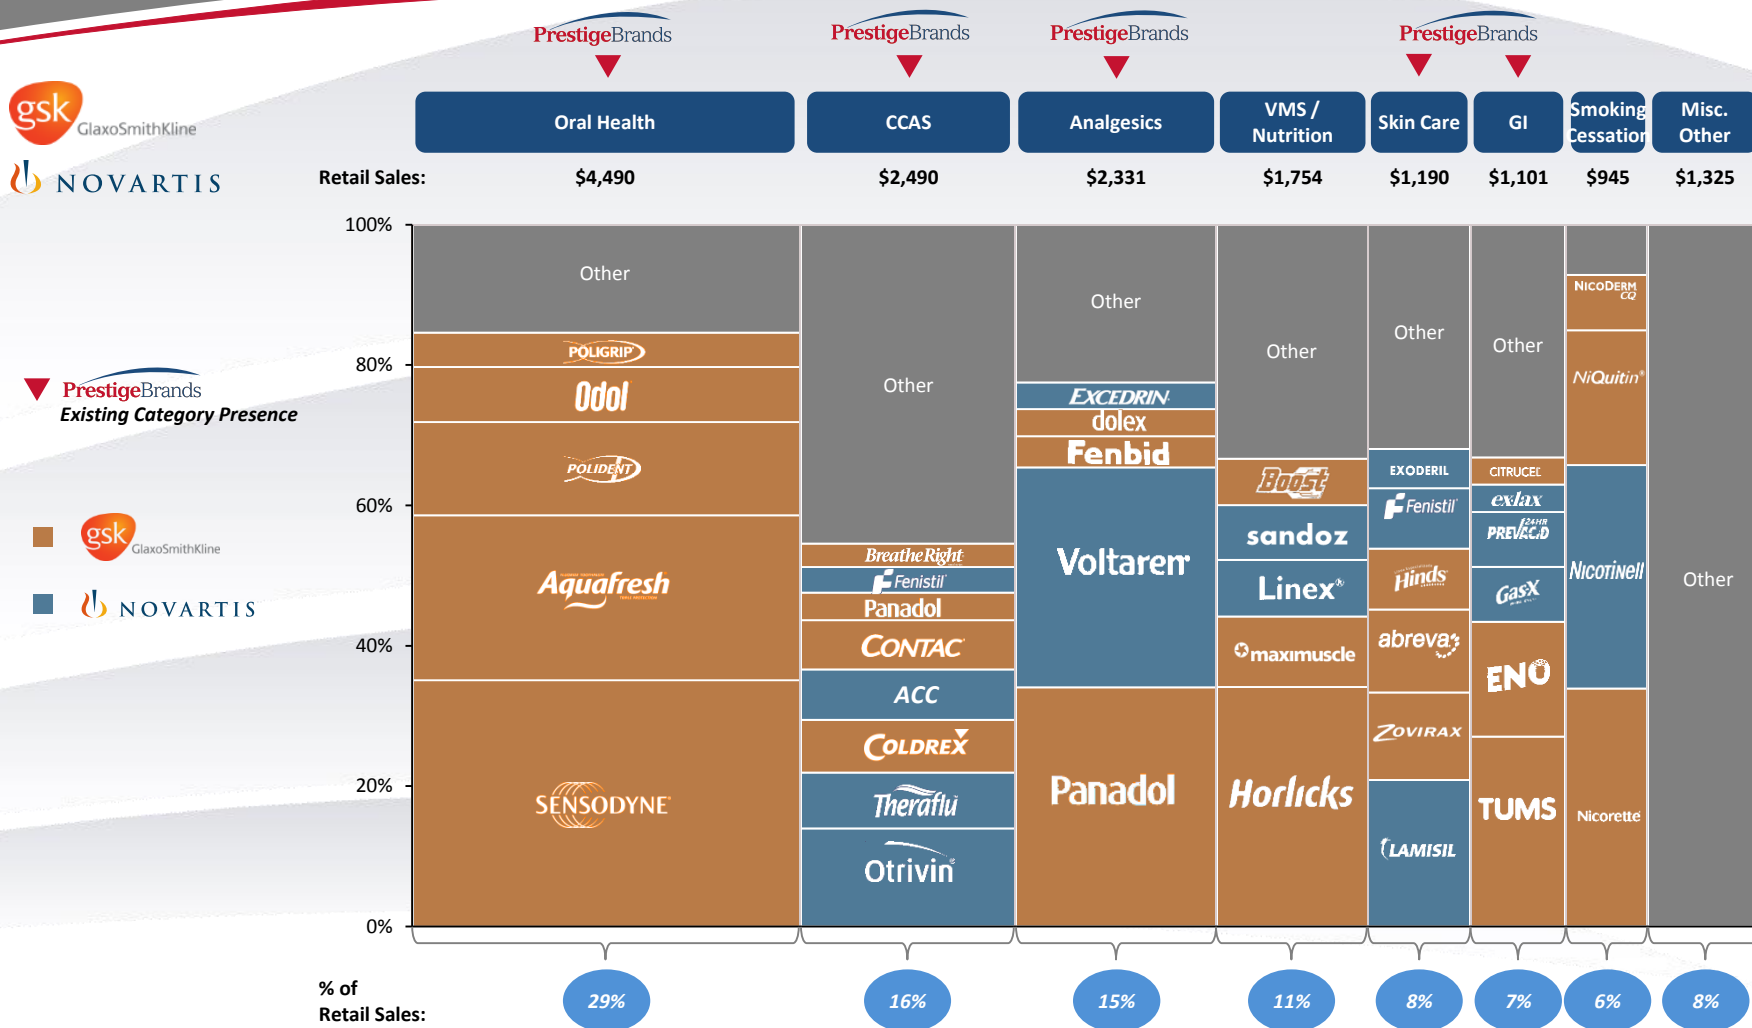 PrestigeBrands
PrestigeBrands
PrestigeBrands
PrestigeBrands
gsk
GlaxoSmithKline
NOVARTIS
Oral Health
CCAS
Analgesics
VMS /
Nutrition
Skin Care
GI
Smoking
Cessation
Misc.
Other
Retail Sales:
$4,490
$2,490
$2,331
$1,754
$1,190
$1,101
$945
$1,325
PrestigeBrands
Existing Category Presence
gsk
GlaxoSmithKline
NOVARTIS
100%
80%
60%
40%
20%
0%
Other
POLIGRIP
Odol
POLIDENT
Aquafresh
SENSODYNE
Other
Breathe Right
Fenistil
Panadol
CONTAC
ACC
COLDREX
Theraflu
Otrivin®
Other
EXCEDRIN
dolex
Fenbid
Voltaren
Panadol
Other
Boost
sandoz
Linex®
maximuscle
Horlicks
Other
EXODERIL
Fenistil
Hinds
abreva
ZOVIRAX
LAMISIL
Other
CITRUCEL
ex-lax
PREVACID 24HR
Gas-X
ENO
TUMS
NICODERM
CQ
NiQuitin®
NICOTINELL
Nicorette
Other
% of
Retail Sales:
29%
16%
15%
11%
8%
7%
6%
8%